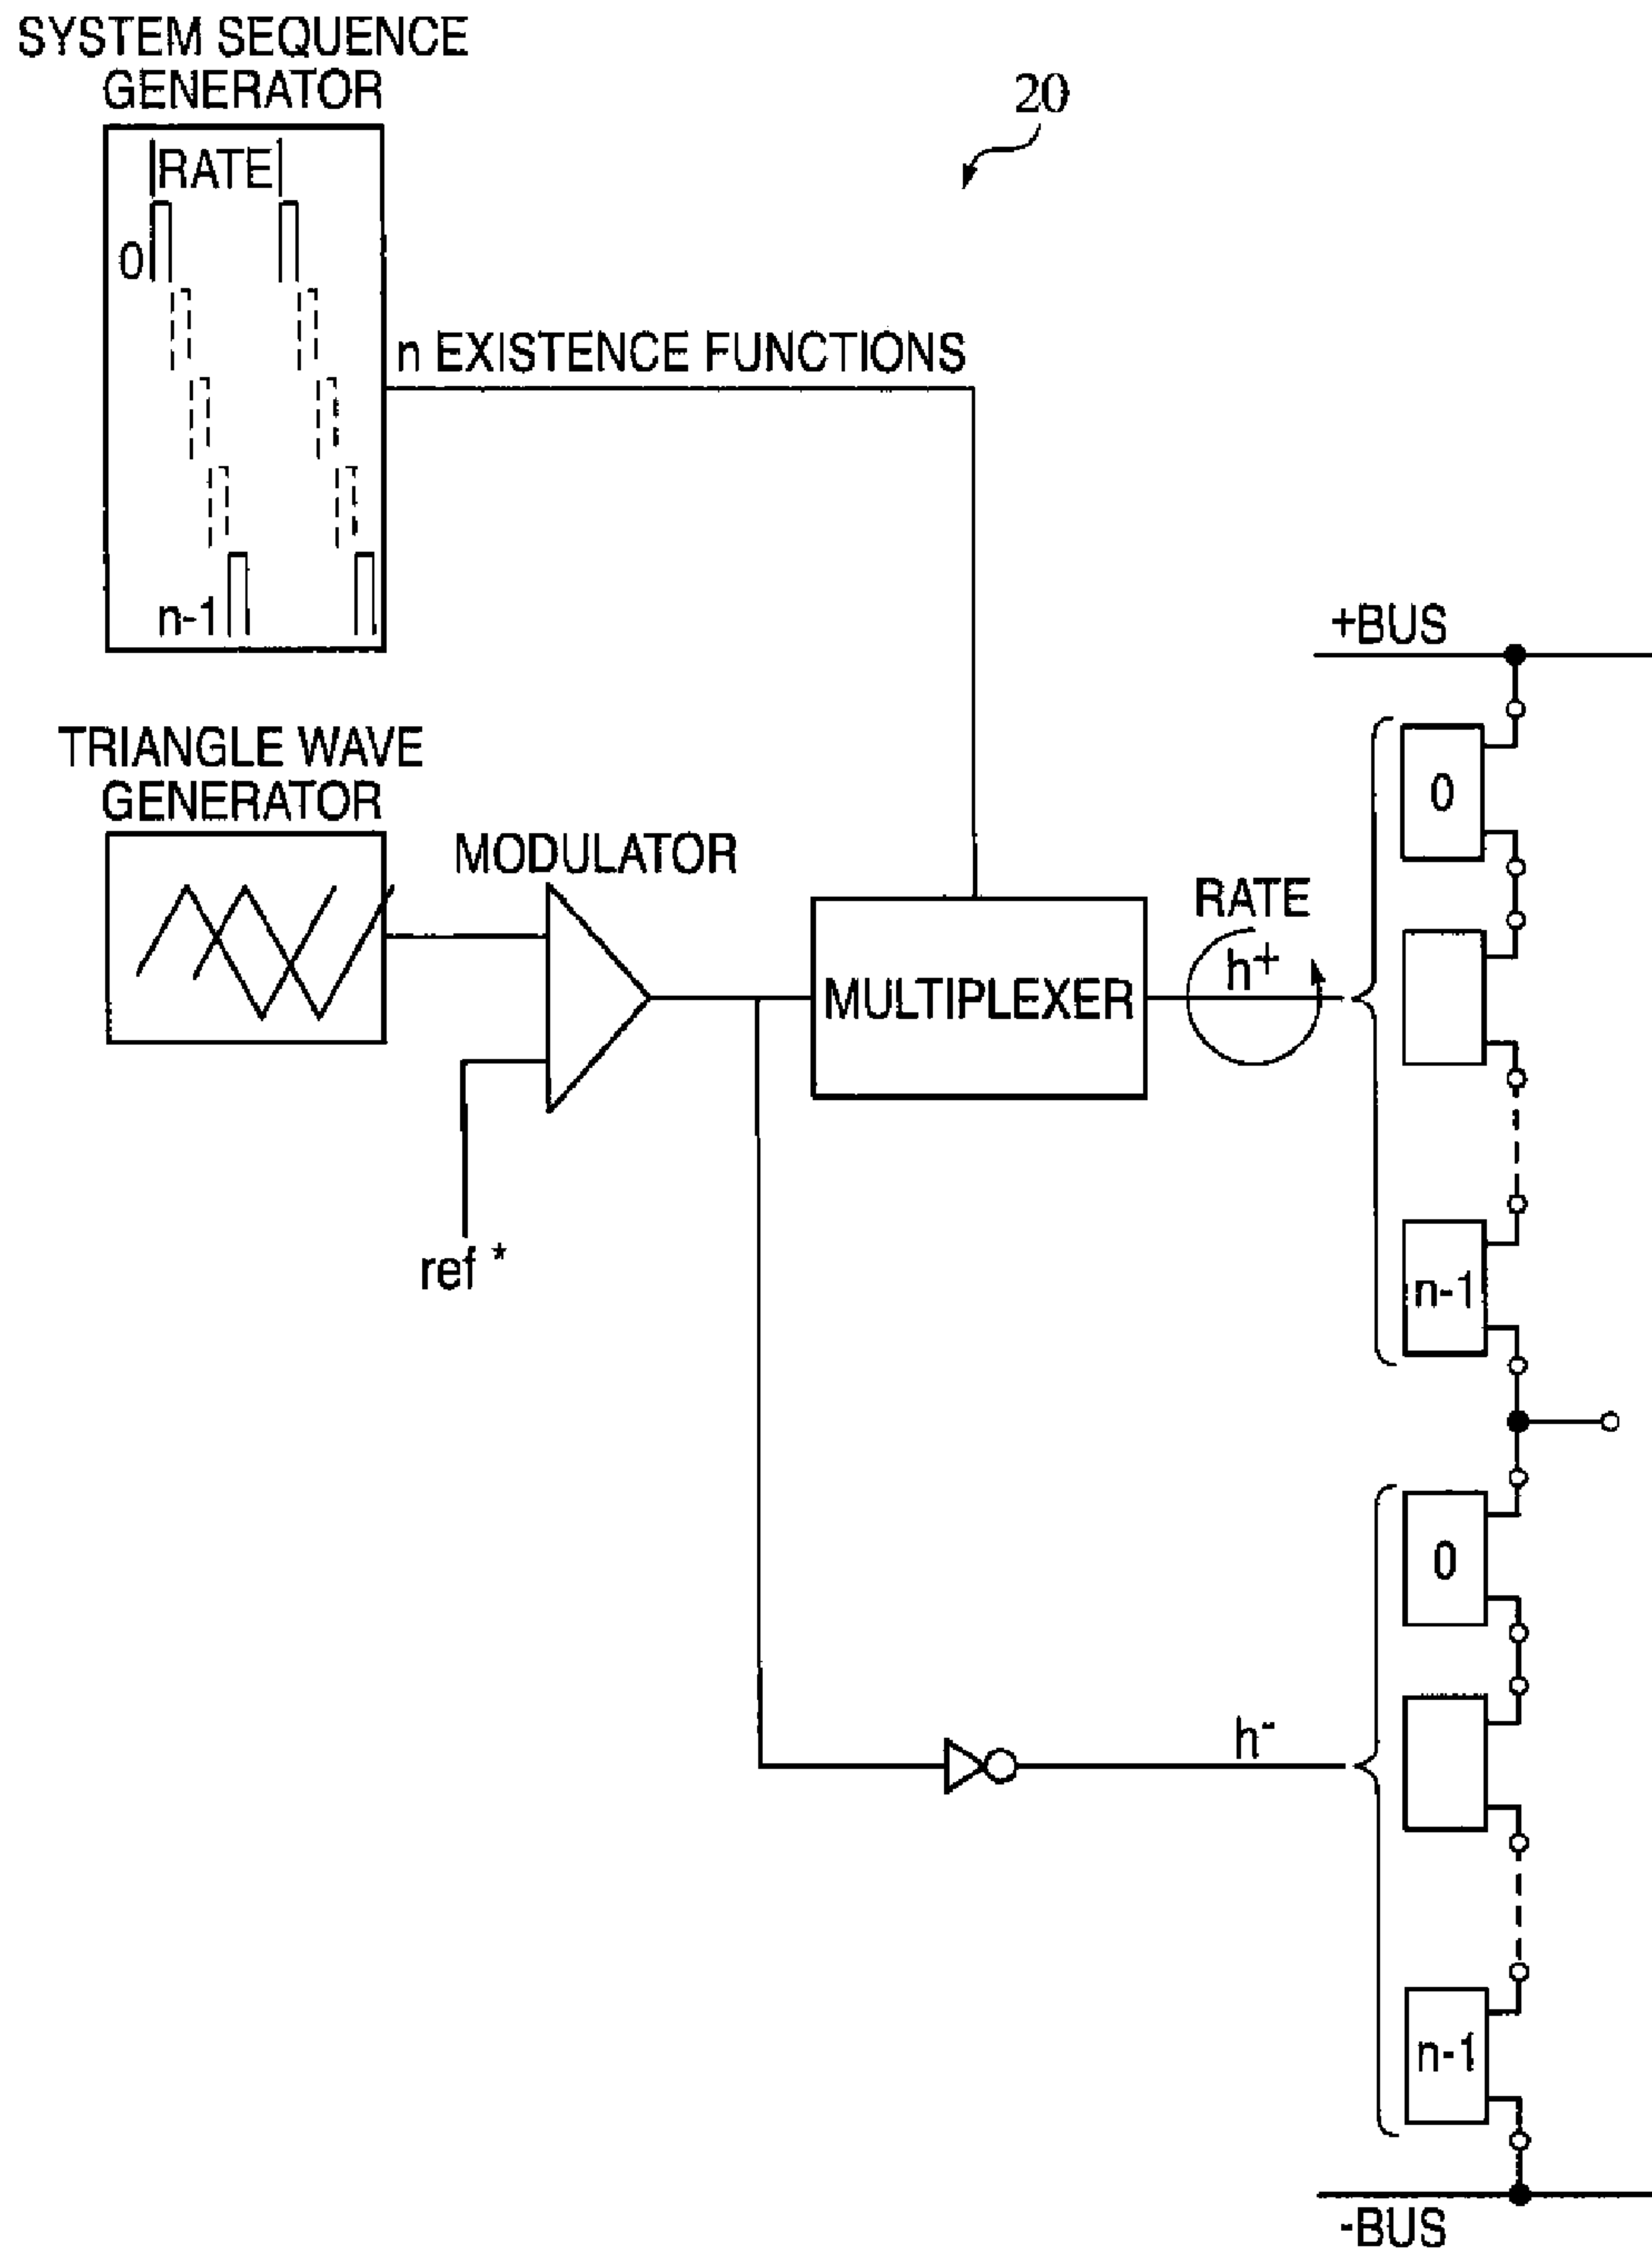 SYSTEM SEQUENCE
GENERATOR
20
RATE
0
n EXISTENCE FUNCTIONS
n-1
+BUS
TRIANGLE WAVE
GENERATOR
MODULATOR
0
RATE
h+
MULTIPLEXER
ref *
n-1
0
h-
n-1
-BUS